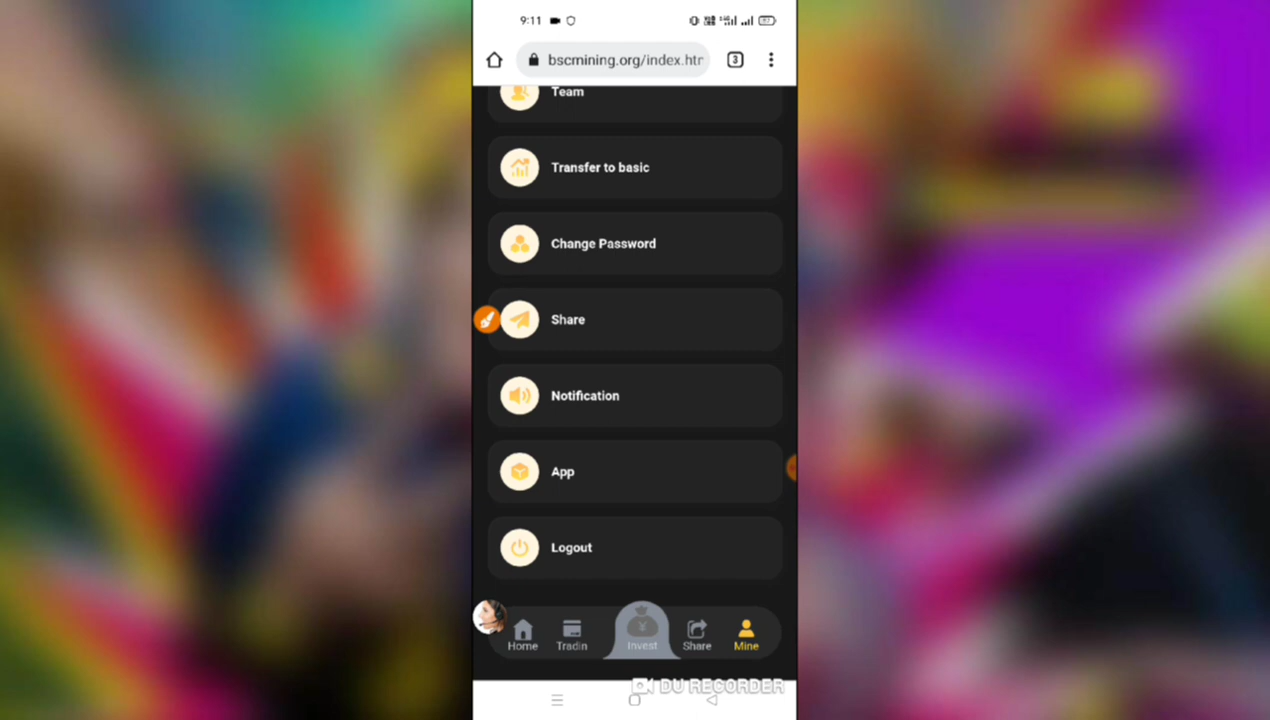 9:11
bscmining.org/index.htr
3
Team
Transfer to basic
Change Password
Share
Notification
App
Logout
Home
Tradin
Invest
Share
Mine
DU RECORDER